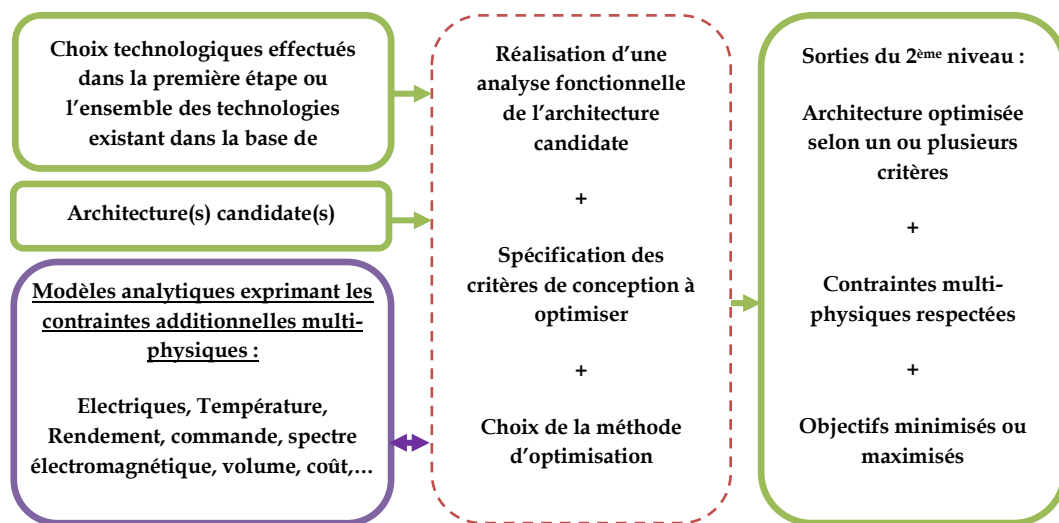 Choix technologiques effectués
dans la première étape ou
l’ensemble des technologies
existant dans la base de
Architecture(s) candidate(s)
Modèles analytiques exprimant les
contraintes additionnelles multi-
physiques :
Electriques, Température,
Rendement, commande, spectre
électromagnétique, volume, coût,…
Réalisation d’une
analyse fonctionnelle
de l’architecture
candidate
+
Spécification des
critères de conception à
optimiser
+
Choix de la méthode
d’optimisation
Sorties du 2ème niveau :
Architecture optimisée
selon un ou plusieurs
critères
+
Contraintes multi-
physiques respectées
+
Objectifs minimisés ou
maximisés